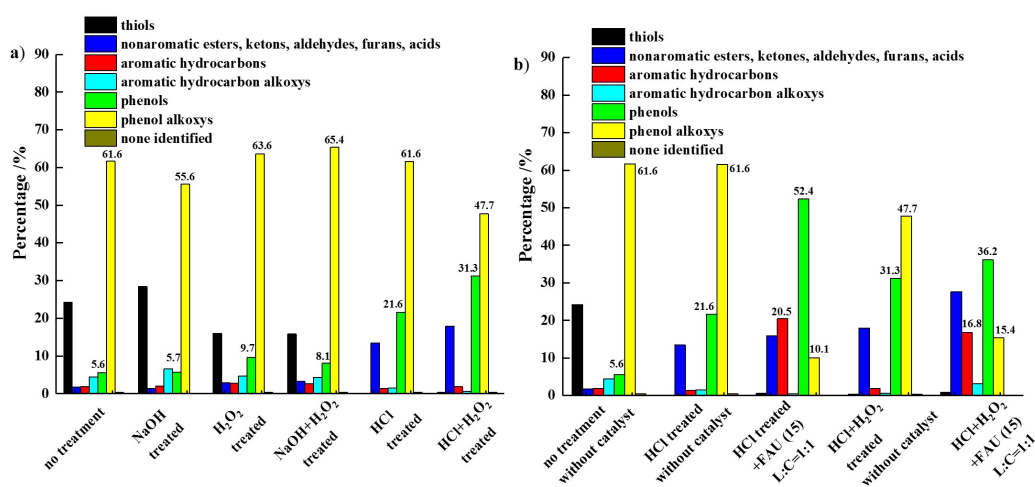 a)
thiols
nonaromatic esters, ketons, aldehydes, furans, acids
aromatic hydrocarbons
aromatic hydrocarbon alkoxys
phenols
phenol alkoxys
none identified
Percentage /%
90
80
70
60
50
40
30
20
10
0
5.6
61.6
5.7
55.6
9.7
63.6
8.1
65.4
21.6
61.6
31.3
47.7
no treatment
NaOH
treated
H2O2
treated
NaOH+H2O2
treated
HCl
treated
HCl+H2O2
treated
b)
thiols
nonaromatic esters, ketones, aldehydes, furans, acids
aromatic hydrocarbons
aromatic hydrocarbon alkoxys
phenols
phenol alkoxys
none identified
Percentage /%
90
80
70
60
50
40
30
20
10
0
5.6
61.6
21.6
61.6
20.5
52.4
10.1
31.3
47.7
16.8
36.2
15.4
no treatment
without catalyst
HCl treated
without catalyst
HCl treated
+FAU (15)
L:C=1:1
HCl+H2O2
treated
without catalyst
HCl+H2O2
+FAU (15)
L:C=1:1